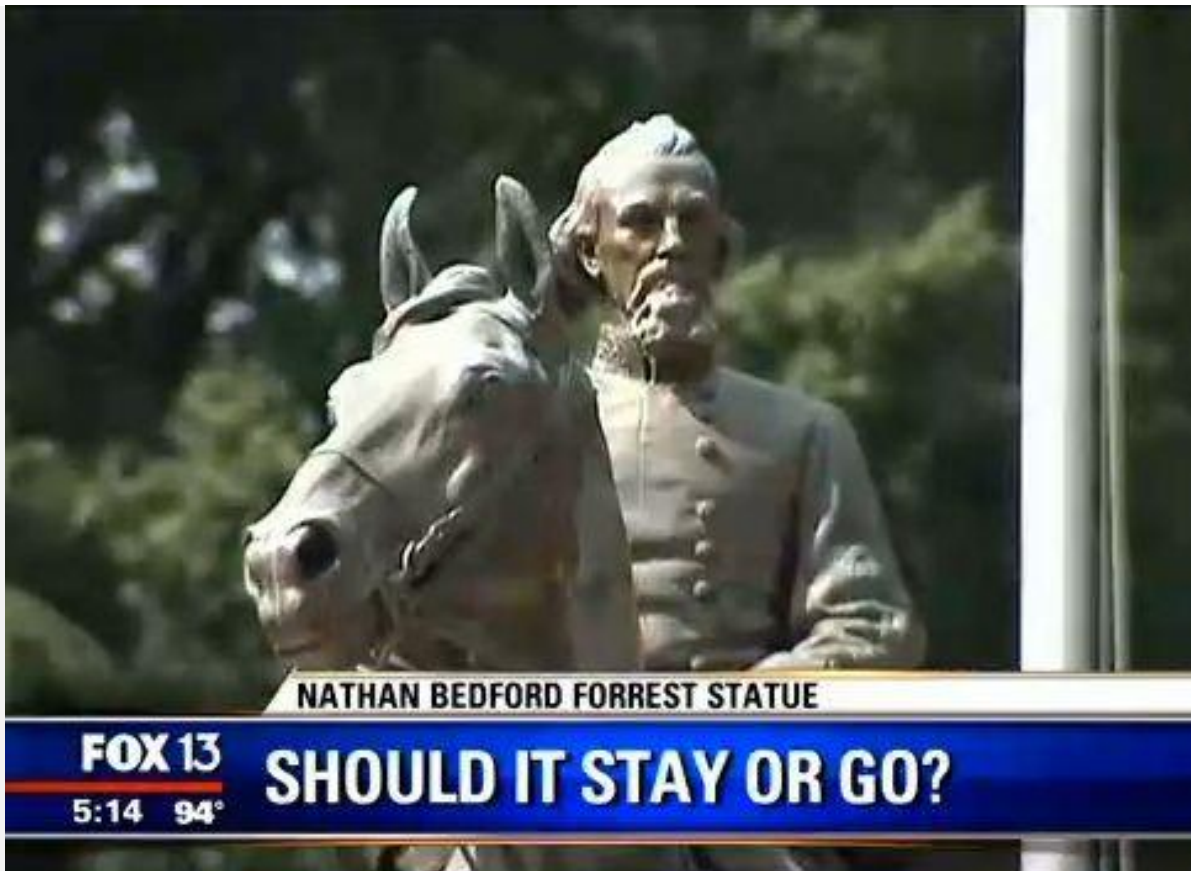 NATHAN BEDFORD FORREST STATUE
FOX 13
SHOULD IT STAY OR GO?
5:14 94°